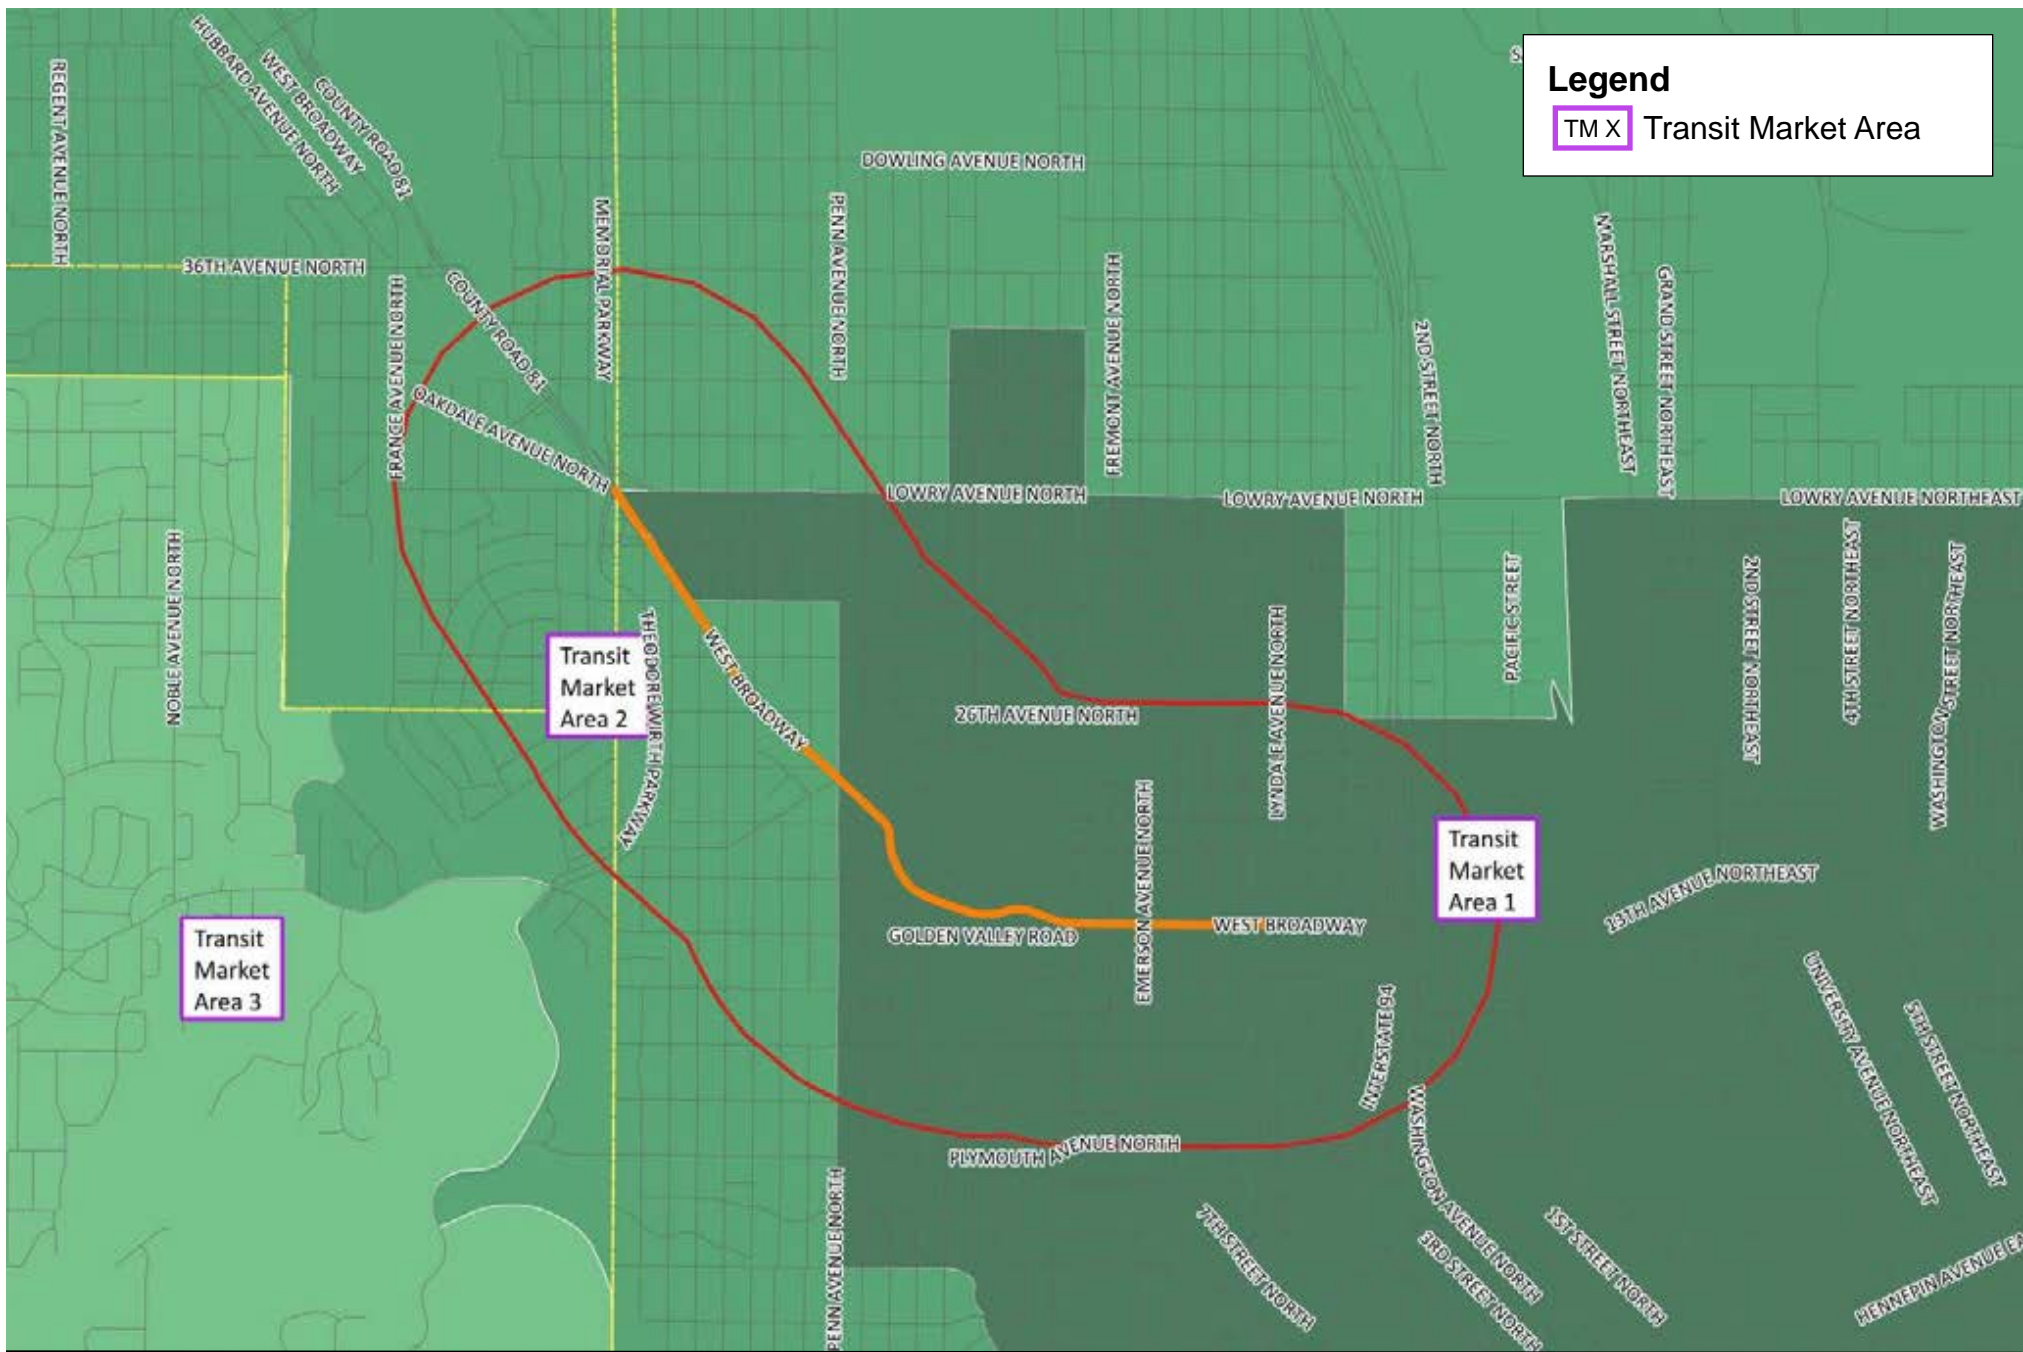 Legend
TM X Transit Market Area
HUBBARD AVENUE NORTH
WEST BROADWAY
COUNTY ROAD 81
REGENT AVENUE NORTH
DOWLING AVENUE NORTH
36TH AVENUE NORTH
MEMORIAL PARKWAY
PENN AVENUE NORTH
FRANCE AVENUE NORTH
COUNTY ROAD 81
OAKDALE AVENUE NORTH
FREMONT AVENUE NORTH
2ND STREET NORTH
MARSHALL STREET NORTHEAST
GRAND STREET NORTHEAST
LOWRY AVENUE NORTH
LOWRY AVENUE NORTH
LOWRY AVENUE NORTHEAST
NOBLE AVENUE NORTH
Transit
Market
Area 2
THEODORE WIRTH PARKWAY
WEST BROADWAY
26TH AVENUE NORTH
LYNDALE AVENUE NORTH
PACIFIC STREET
2ND STREET NORTHEAST
4TH STREET NORTHEAST
WASHINGTON STREET NORTHEAST
EMERSON AVENUE NORTH
Transit
Market
Area 1
13TH AVENUE NORTHEAST
GOLDEN VALLEY ROAD
WEST BROADWAY
Transit
Market
Area 3
INTERSTATE 94
UNIVERSITY AVENUE NORTHEAST
5TH STREET NORTHEAST
PLYMOUTH AVENUE NORTH
WASHINGTON AVENUE NORTH
PENN AVENUE NORTH
7TH STREET NORTH
3RD STREET NORTH
1ST STREET NORTH
HENNEPIN AVENUE EA